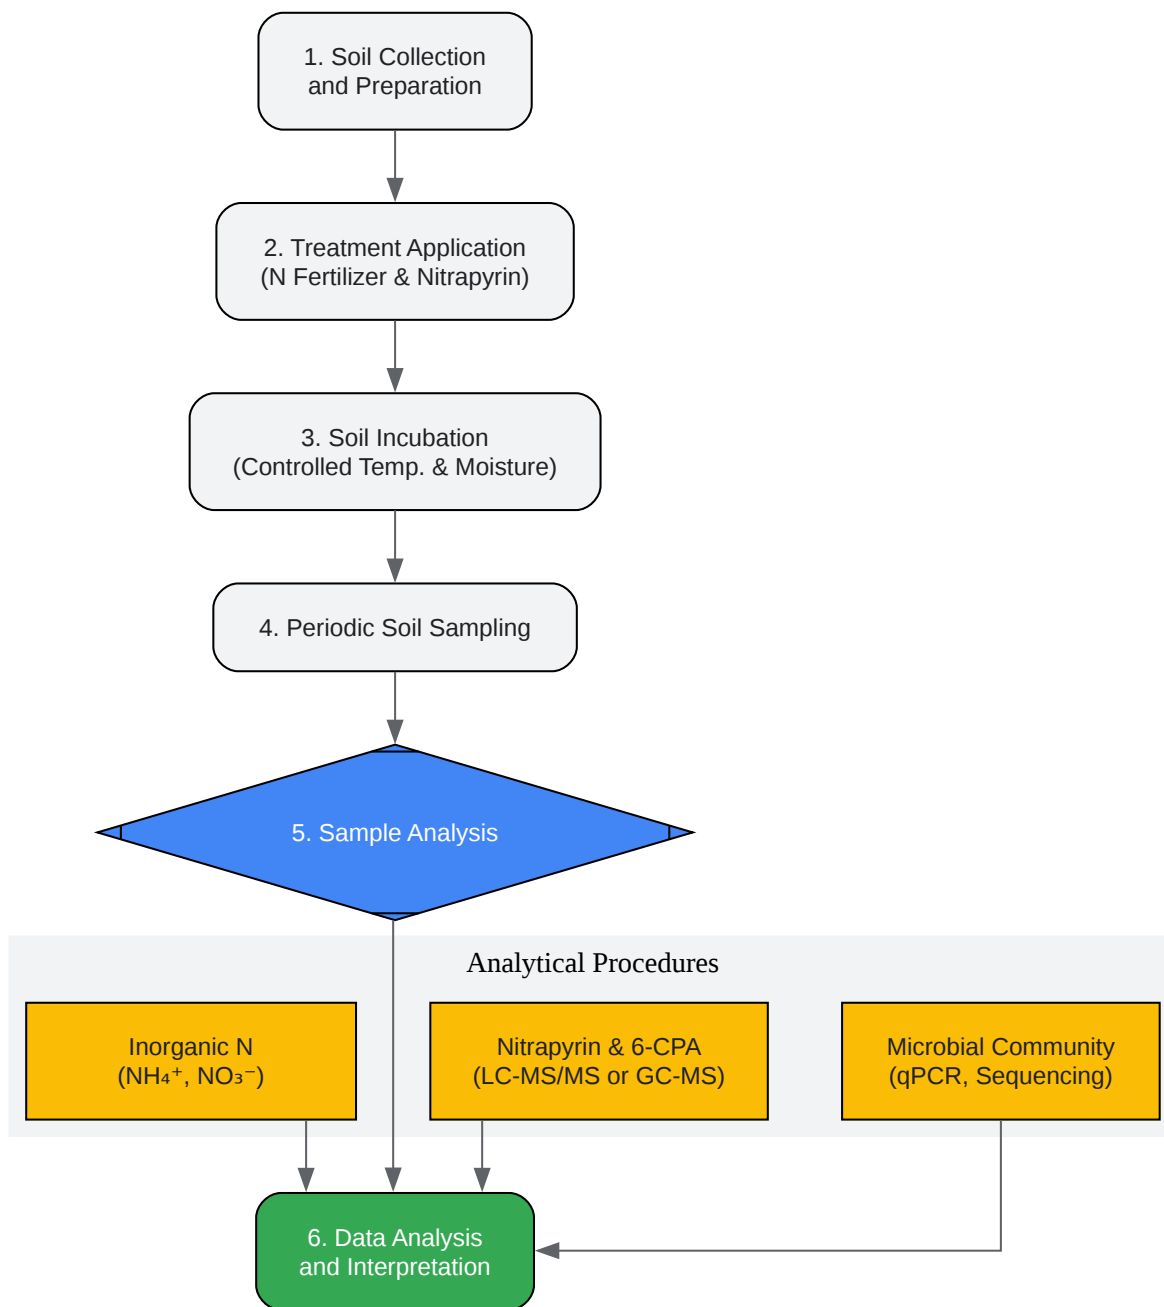 1. Soil Collection
and Preparation
2. Treatment Application
(N Fertilizer & Nitrapyrin)
3. Soil Incubation
(Controlled Temp. & Moisture)
4. Periodic Soil Sampling
5. Sample Analysis
Analytical Procedures
Inorganic N
(NH₄⁺, NO₃⁻)
Nitrapyrin & 6-CPA
(LC-MS/MS or GC-MS)
Microbial Community
(qPCR, Sequencing)
6. Data Analysis
and Interpretation